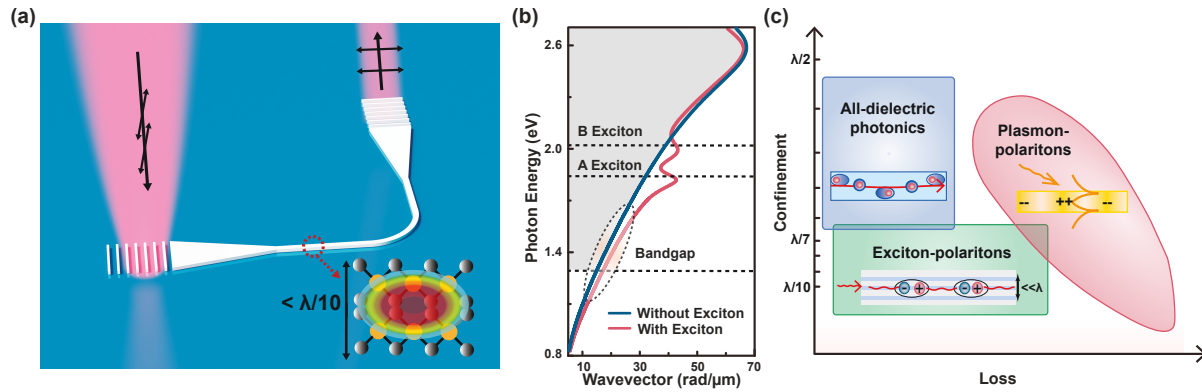 (a)
< λ/10
(b)
Photon Energy (eV)
2.6
2.0
1.4
0.8
B Exciton
A Exciton
Bandgap
Without Exciton
With Exciton
10
30
50
70
Wavevector (rad/µm)
(c)
Confinement
λ/2
λ/7
λ/10
All-dielectric
photonics
Plasmon-
polaritons
--
++
--
Exciton-polaritons
-
+
-
+
<<λ
Loss